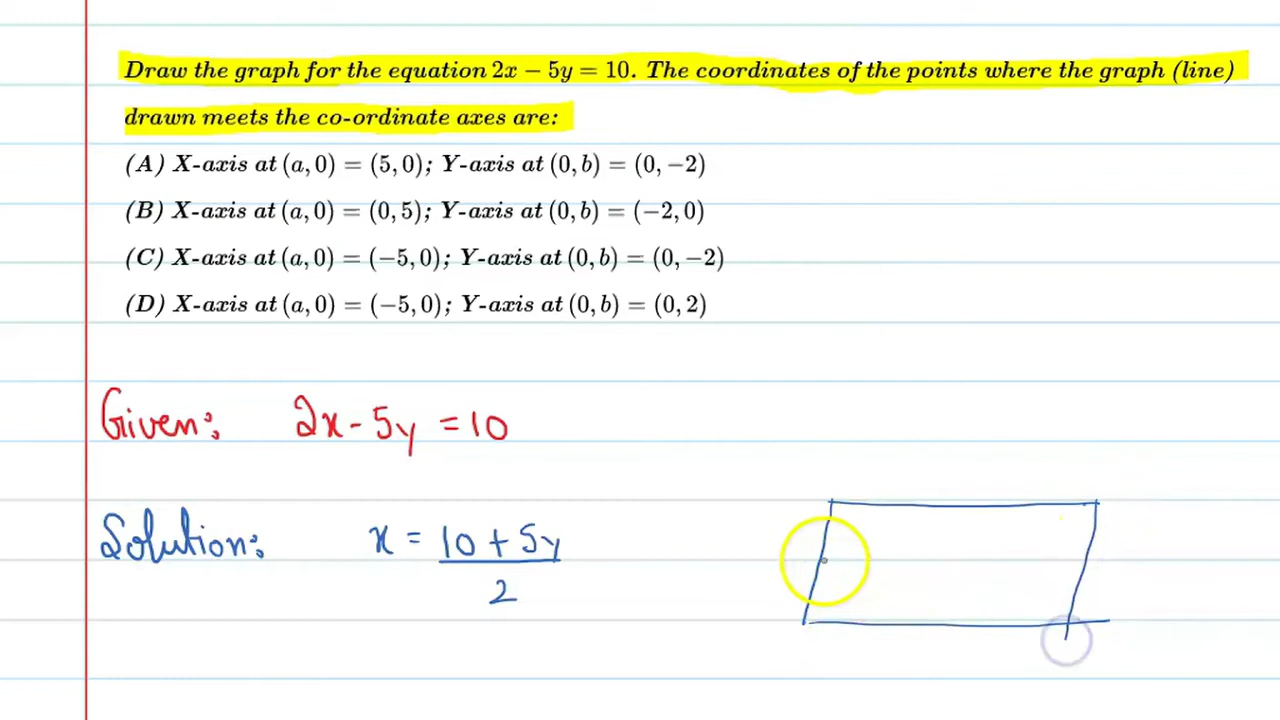 Draw the graph for the equation 2x − 5y = 10. The coordinates of the points where the graph (line)
drawn meets the co-ordinate axes are:
(A) X-axis at (a, 0) = (5, 0); Y-axis at (0, b) = (0, −2)
(B) X-axis at (a, 0) = (0, 5); Y-axis at (0, b) = (−2, 0)
(C) X-axis at (a, 0) = (−5, 0); Y-axis at (0, b) = (0, −2)
(D) X-axis at (a, 0) = (−5, 0); Y-axis at (0, b) = (0, 2)
Given: 2x - 5y = 10
Solution: x = 10 + 5y
2